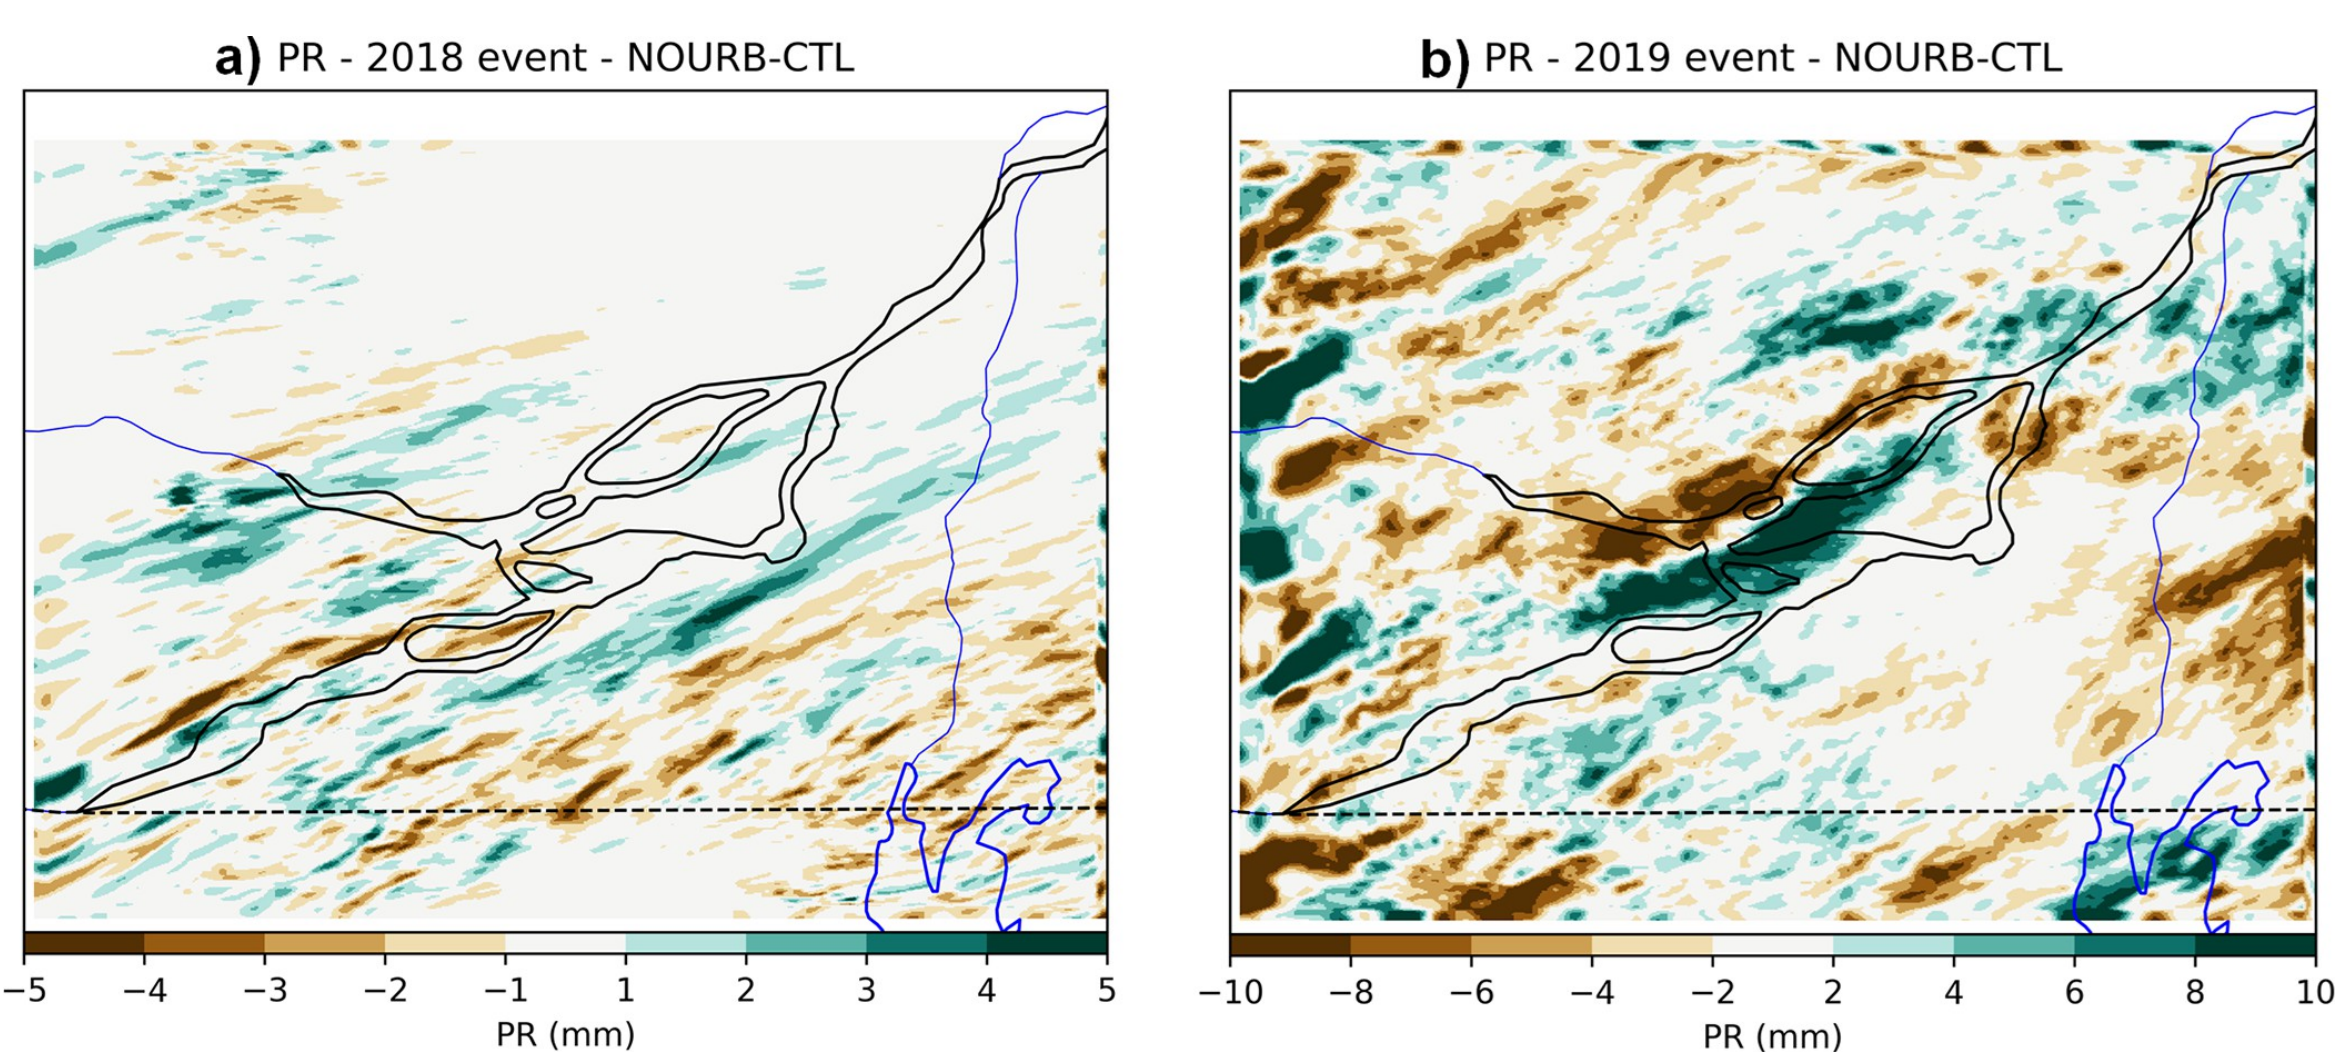 a) PR - 2018 event - NOURB-CTL
−5 −4 −3 −2 −1 1 2 3 4 5
PR (mm)
b) PR - 2019 event - NOURB-CTL
−10 −8 −6 −4 −2 2 4 6 8 10
PR (mm)